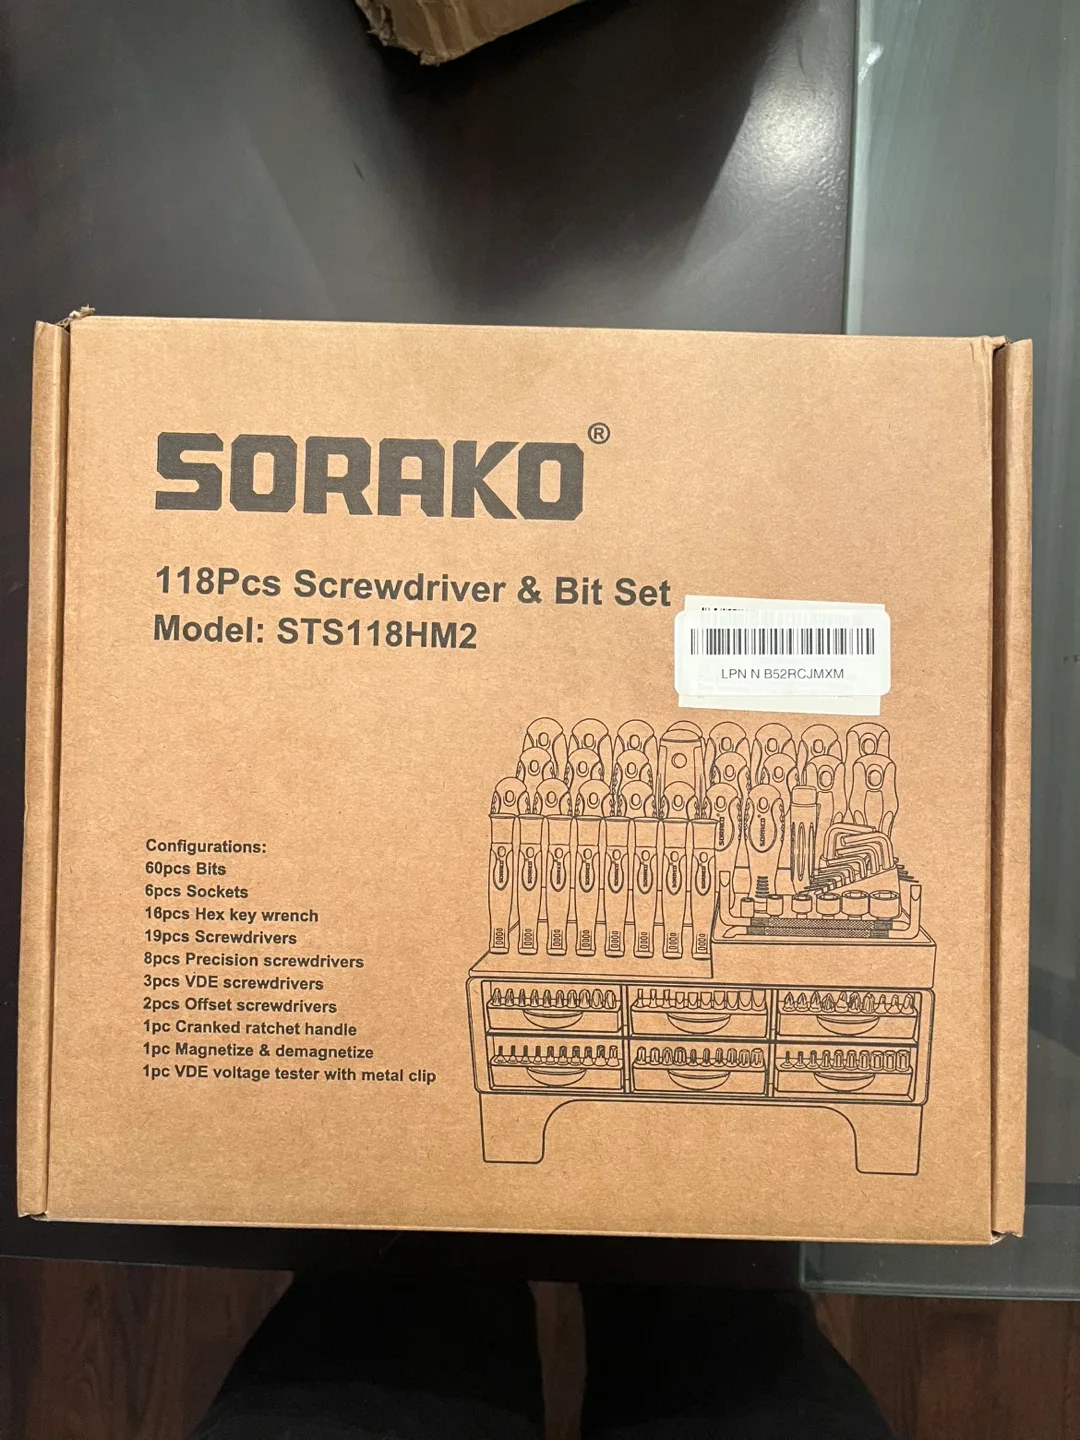 SORAKO®
118Pcs Screwdriver & Bit Set
Model: STS118HM2
LPN N B52RCJMXM
Configurations:
60pcs Bits
6pcs Sockets
16pcs Hex key wrench
19pcs Screwdrivers
8pcs Precision screwdrivers
3pcs VDE screwdrivers
2pcs Offset screwdrivers
1pc Cranked ratchet handle
1pc Magnetize & demagnetize
1pc VDE voltage tester with metal clip
SORAKO
SORAKO